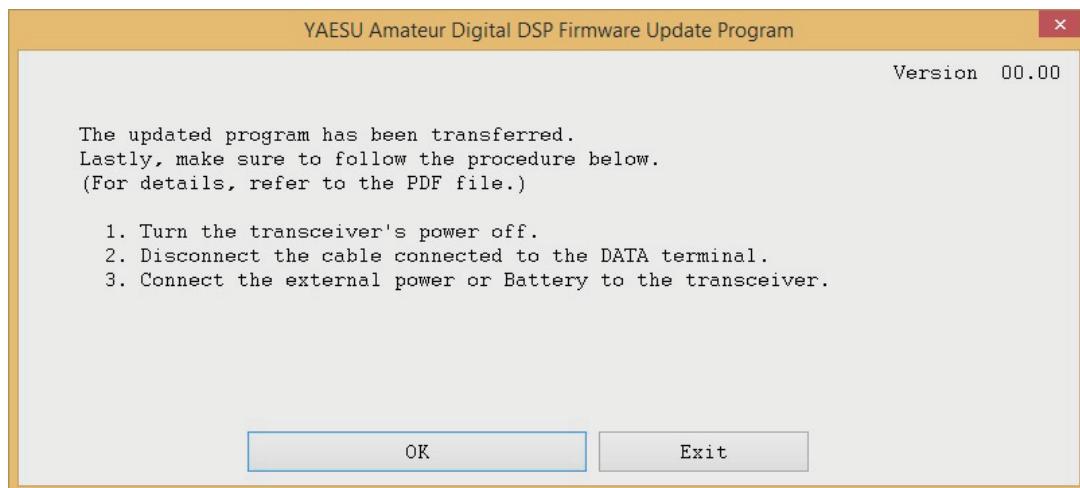 YAESU Amateur Digital DSP Firmware Update Program
Version 00.00
The updated program has been transferred.
Lastly, make sure to follow the procedure below.
(For details, refer to the PDF file.)
1. Turn the transceiver's power off.
2. Disconnect the cable connected to the DATA terminal.
3. Connect the external power or Battery to the transceiver.
OK Exit